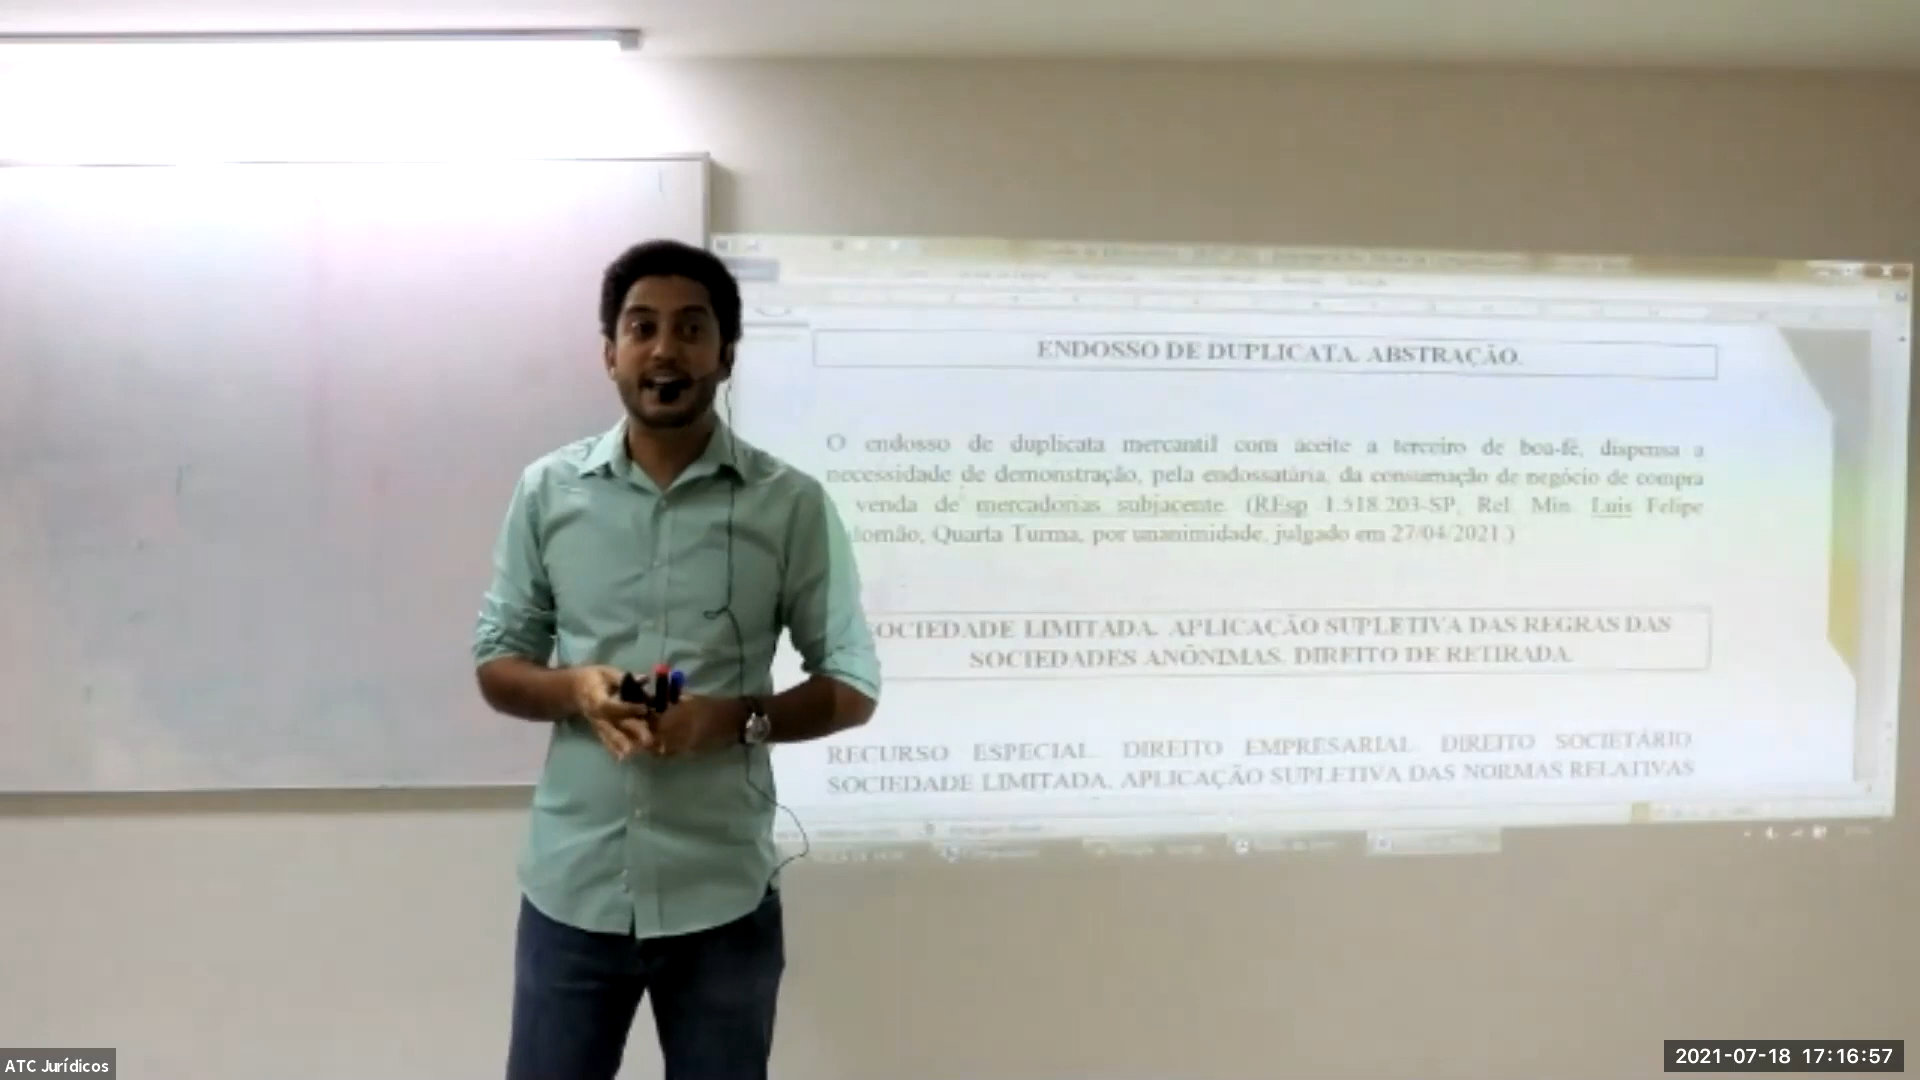 ENDOSSO DE DUPLICATA. ABSTRAÇÃO.
O endosso de duplicata mercantil com aceite a terceiro de boa-fé, dispensa a
necessidade de demonstração, pela endossatária, da consumação de negócio de compra
venda de mercadorias subjacente. (REsp 1.518.203-SP, Rel. Min. Luis Felipe
lomão, Quarta Turma, por unanimidade, julgado em 27/04/2021.)
OCIEDADE LIMITADA. APLICAÇÃO SUPLETIVA DAS REGRAS DAS
SOCIEDADES ANÔNIMAS. DIREITO DE RETIRADA.
RECURSO ESPECIAL. DIREITO EMPRESARIAL. DIREITO SOCIETÁRIO.
SOCIEDADE LIMITADA. APLICAÇÃO SUPLETIVA DAS NORMAS RELATIVAS
ATC Jurídicos
2021-07-18 17:16:57